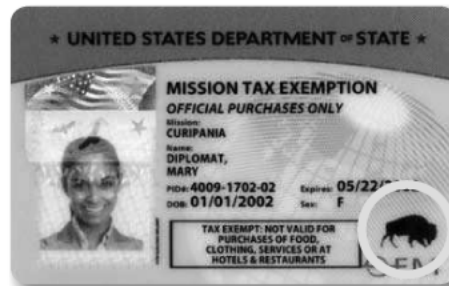 ★ UNITED STATES DEPARTMENT OF STATE ★
MISSION TAX EXEMPTION
OFFICIAL PURCHASES ONLY
Mission:
CURIPANIA
Name:
DIPLOMAT,
MARY
PID#: 4009-1702-02 Expires: 05/22/
DOB: 01/01/2002 Sex: F
TAX EXEMPT: NOT VALID FOR
PURCHASES OF FOOD,
CLOTHING, SERVICES OR AT
HOTELS & RESTAURANTS
OFM